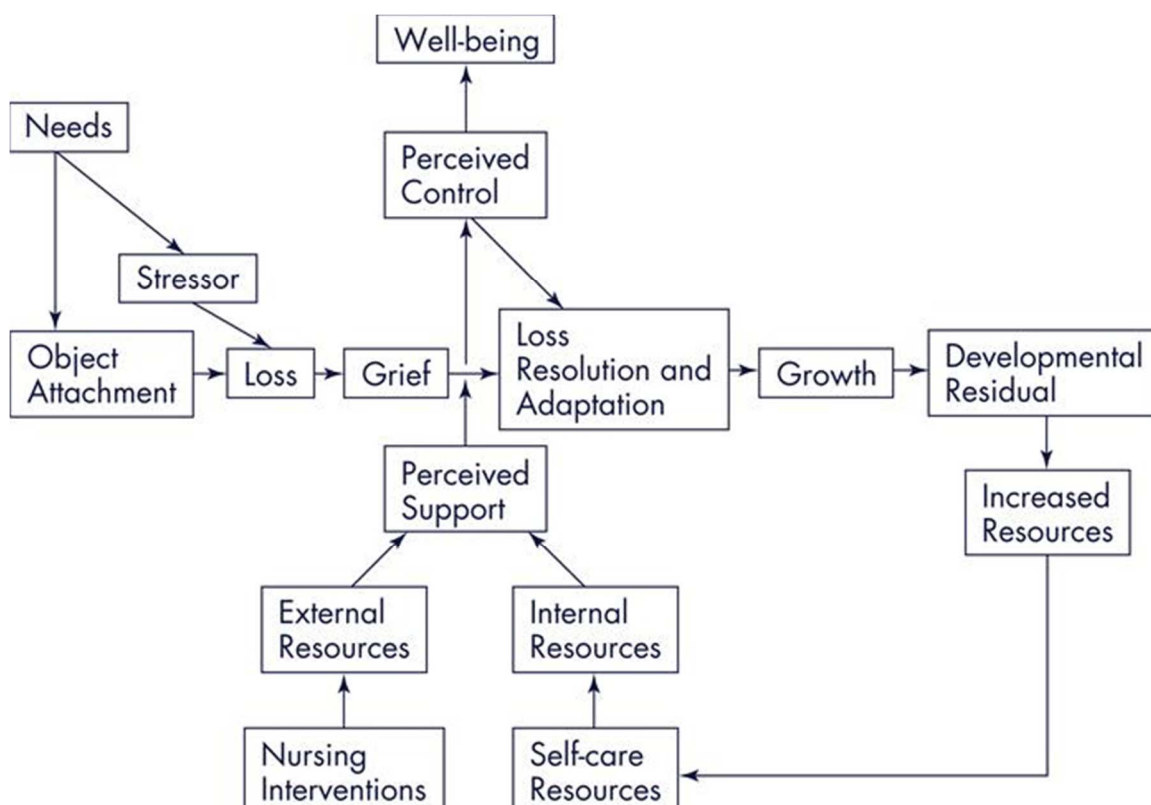 Well-being
Needs
Perceived
Control
Stressor
Object
Attachment
Loss
Grief
Loss
Resolution and
Adaptation
Growth
Developmental
Residual
Perceived
Support
Increased
Resources
External
Resources
Internal
Resources
Nursing
Interventions
Self-care
Resources